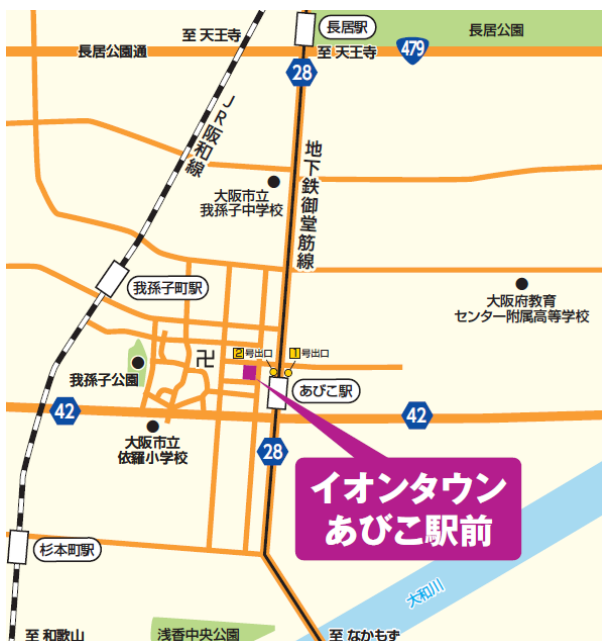 長居駅
長居公園
至 天王寺
長居公園通
至 天王寺
479
28
JR阪和線
地下鉄御堂筋線
大阪市立
我孫子中学校
我孫子町駅
大阪府教育
センター附属高等学校
卍
2号出口
1号出口
我孫子公園
あびこ駅
42
42
大阪市立
依羅小学校
28
イオンタウン
あびこ駅前
杉本町駅
大和川
至 和歌山
浅香中央公園
至 なかもず